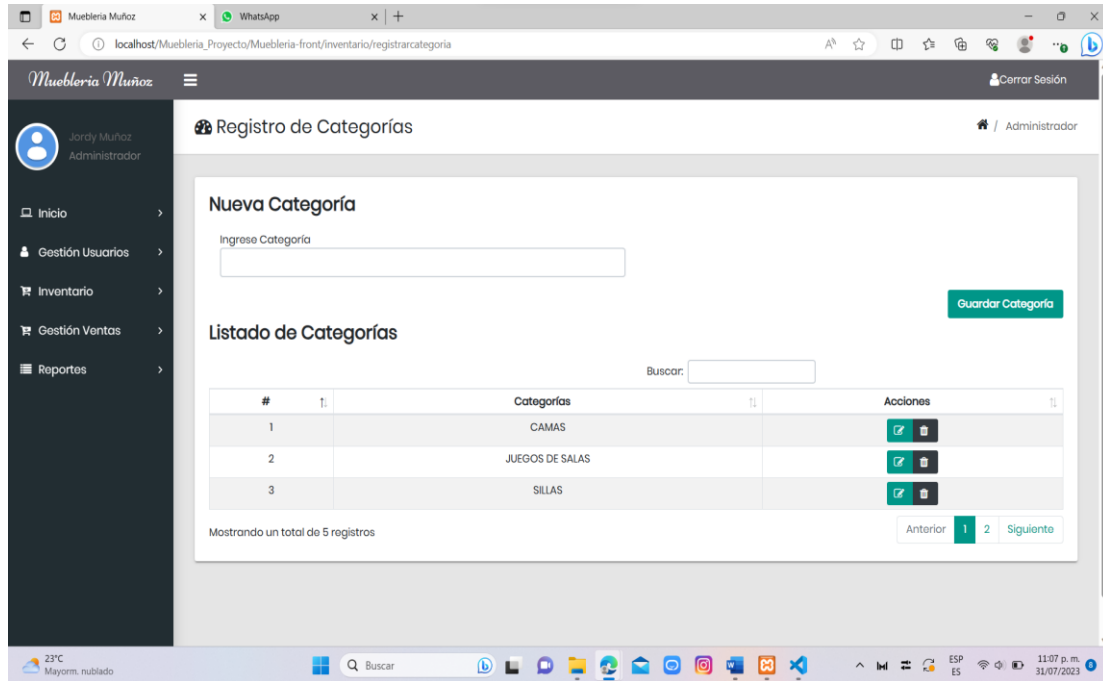 Muebleria Muñoz
WhatsApp
localhost/Muebleria_Proyecto/Muebleria-front/inventario/registrarcategoria
Muebleria Muñoz
Cerrar Sesión
Jordy Muñoz
Administrador
Registro de Categorías
/ Administrador
Inicio
Gestión Usuarios
Inventario
Gestión Ventas
Reportes
Nueva Categoría
Ingrese Categoría
Guardar Categoría
Listado de Categorías
Buscar:
# Categorías Acciones
1 CAMAS
2 JUEGOS DE SALAS
3 SILLAS
Mostrando un total de 5 registros
Anterior 1 2 Siguiente
23°C
Mayorm. nublado
Buscar
ESP
ES
11:07 p. m.
31/07/2023